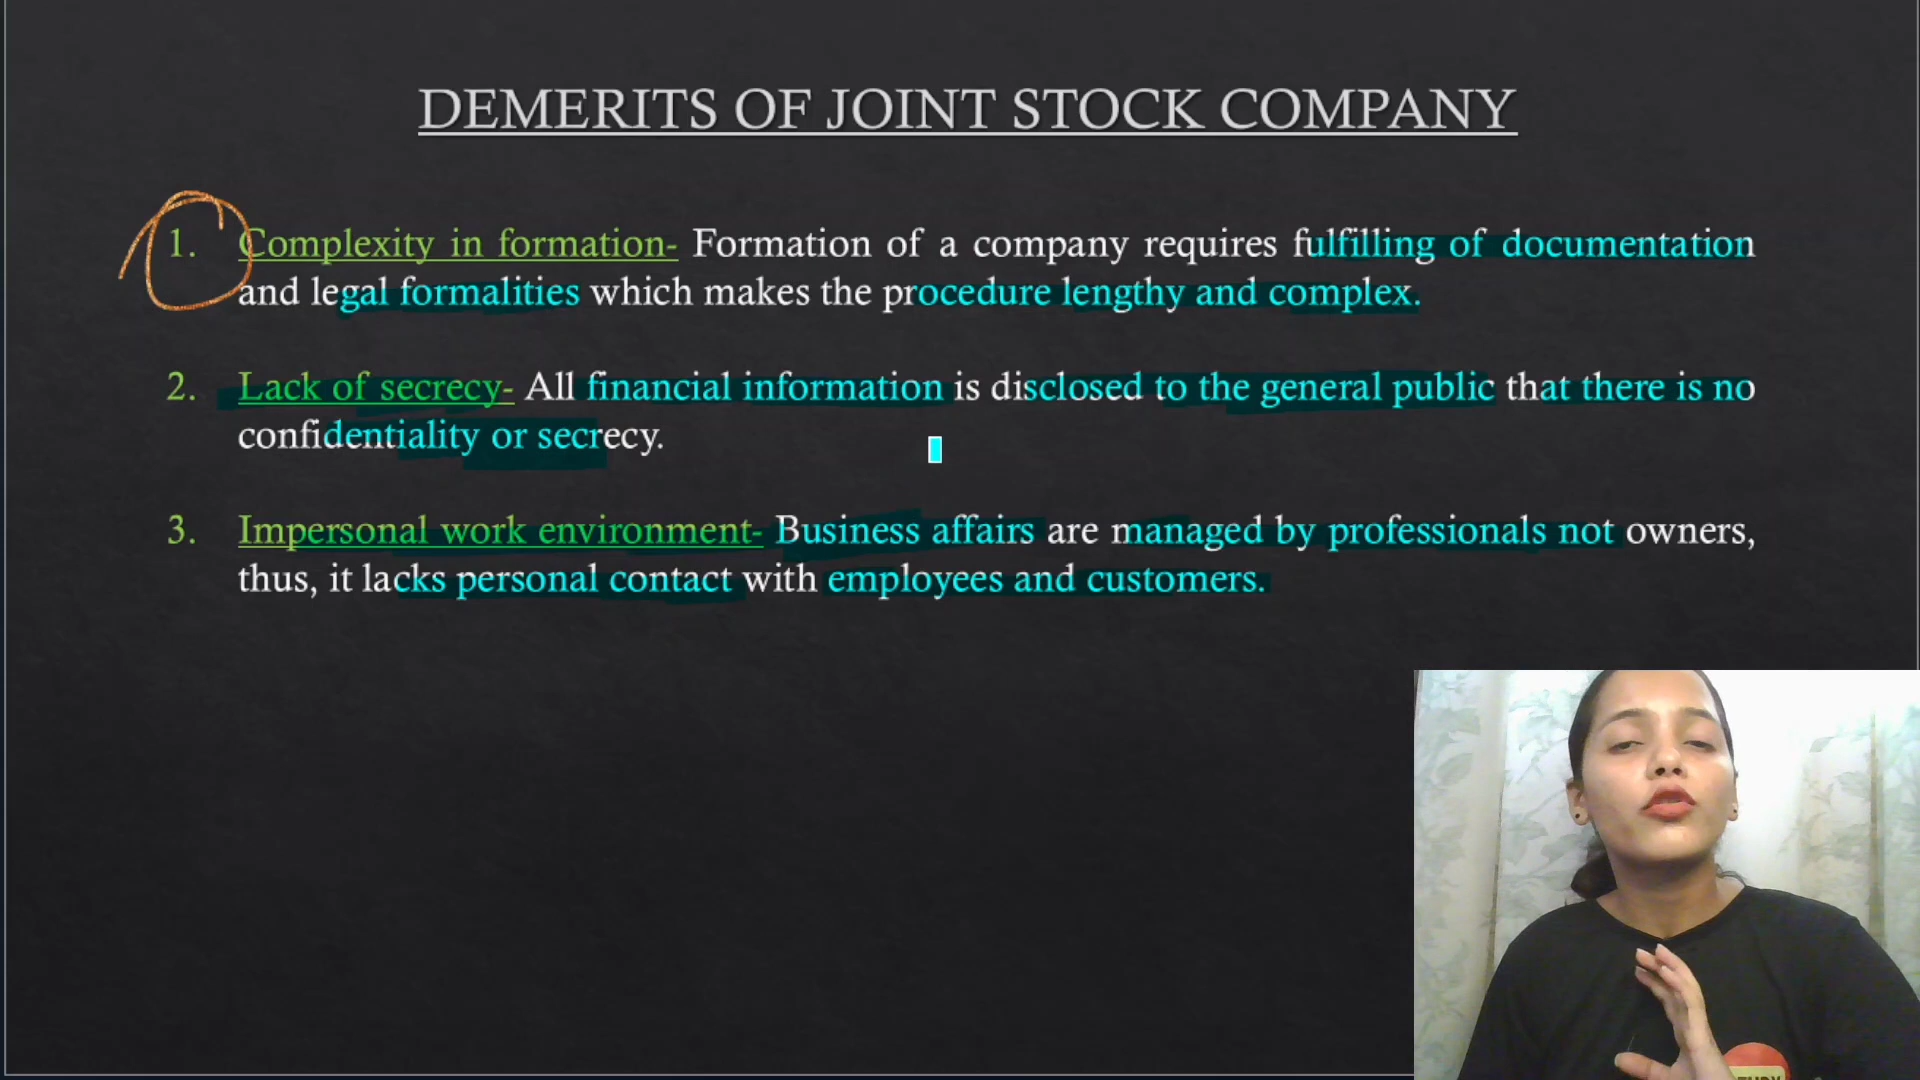 DEMERITS OF JOINT STOCK COMPANY
1. Complexity in formation- Formation of a company requires fulfilling of documentation
and legal formalities which makes the procedure lengthy and complex.
2. Lack of secrecy- All financial information is disclosed to the general public that there is no
confidentiality or secrecy.
3. Impersonal work environment- Business affairs are managed by professionals not owners,
thus, it lacks personal contact with employees and customers.